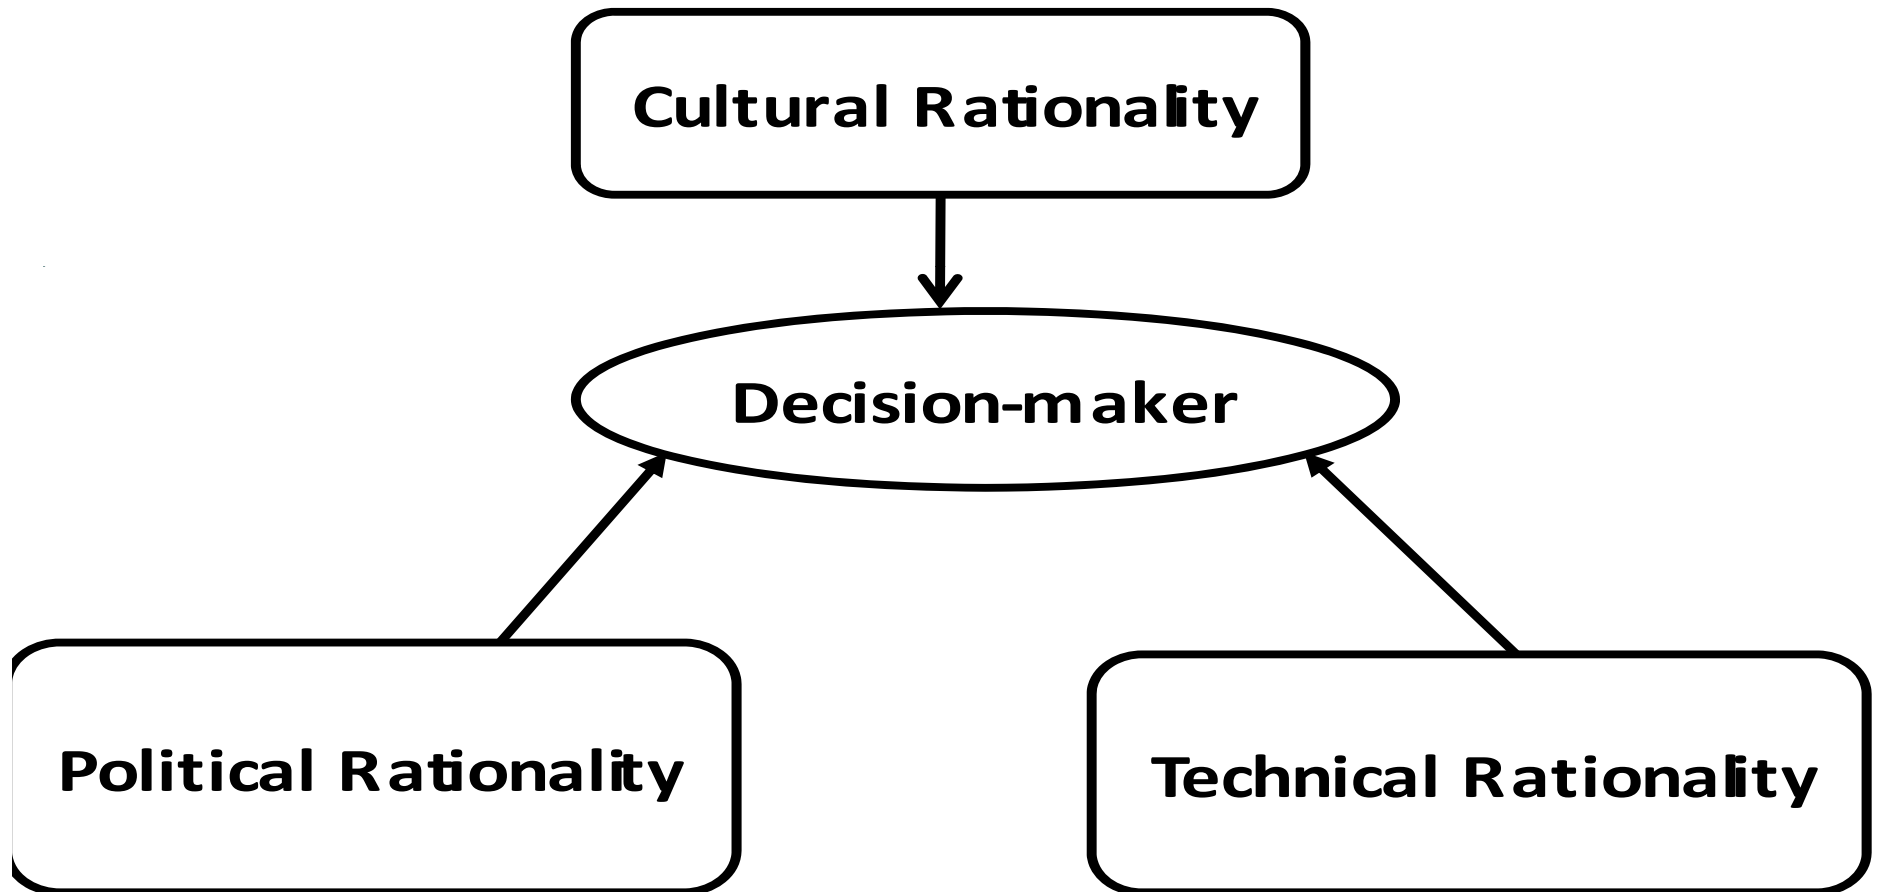 Cultural Rationality
Decision-maker
Political Rationality
Technical Rationality